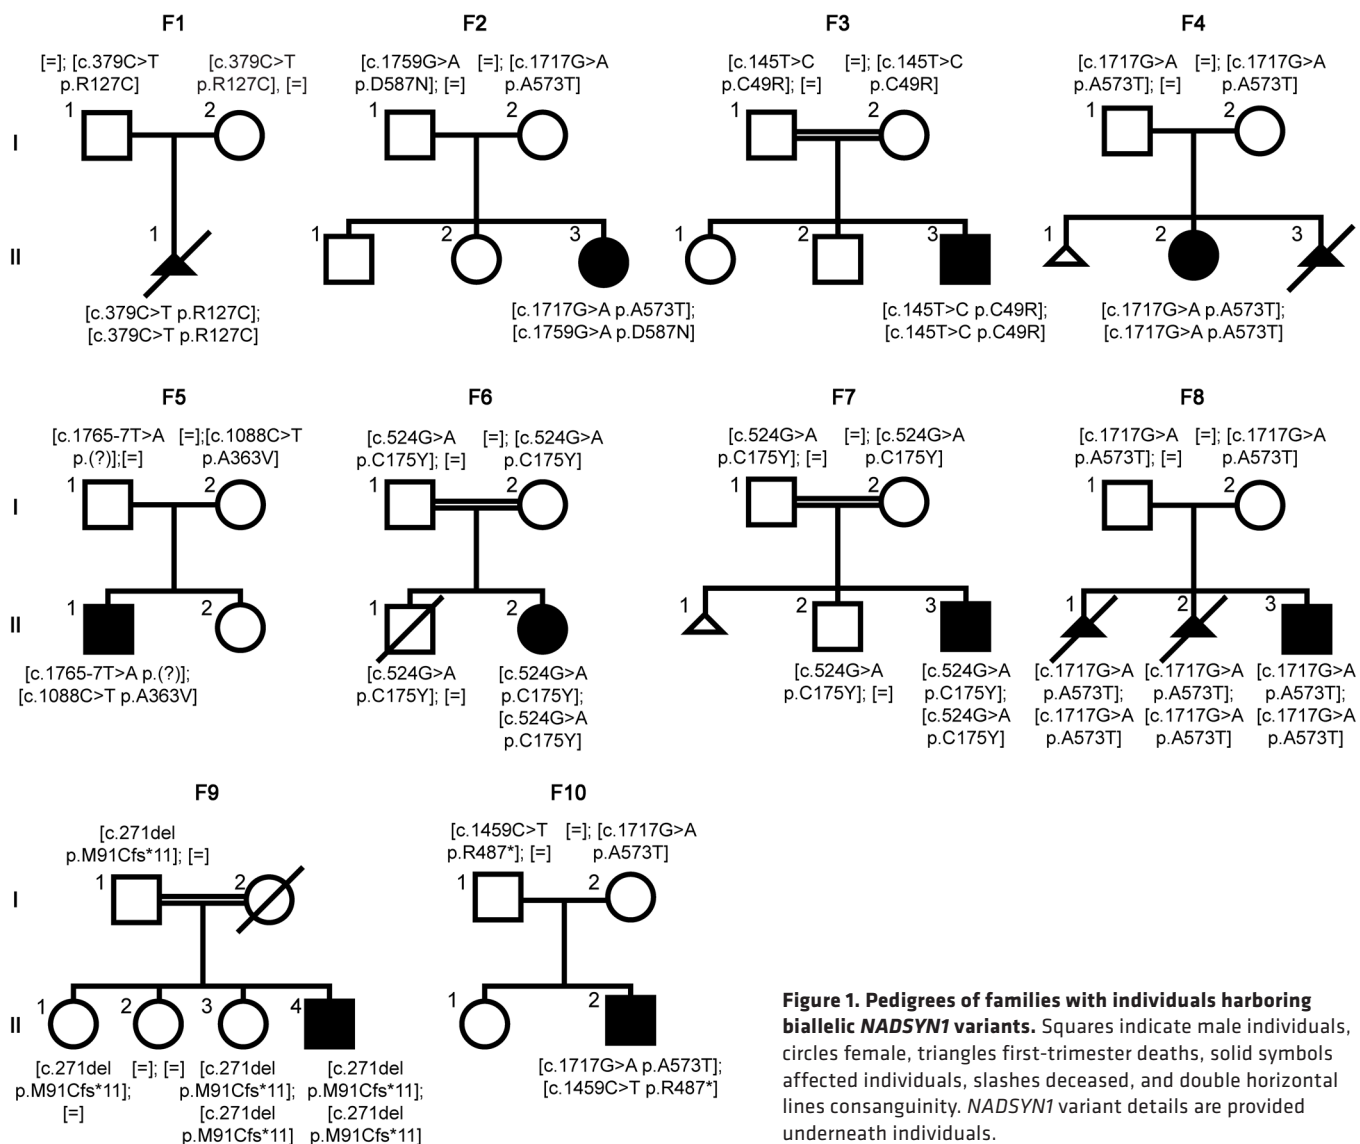 F1
F2
F3
F4
[=]; [c.379C>T
p.R127C]
[c.379C>T
p.R127C], [=]
[c.1759G>A
p.D587N]; [=]
[=]; [c.1717G>A
p.A573T]
[c.145T>C
p.C49R]; [=]
[=]; [c.145T>C
p.C49R]
[c.1717G>A
p.A573T]; [=]
[=]; [c.1717G>A
p.A573T]
1
2
1
2
1
2
1
2
I
1
1
2
3
1
2
3
1
2
3
II
[c.379C>T p.R127C];
[c.379C>T p.R127C]
[c.1717G>A p.A573T];
[c.1759G>A p.D587N]
[c.145T>C p.C49R];
[c.145T>C p.C49R]
[c.1717G>A p.A573T];
[c.1717G>A p.A573T]
F5
F6
F7
F8
[c.1765-7T>A
p.(?)];[=]
[=];[c.1088C>T
p.A363V]
[c.524G>A
p.C175Y]; [=]
[=]; [c.524G>A
p.C175Y]
[c.524G>A
p.C175Y]; [=]
[=]; [c.524G>A
p.C175Y]
[c.1717G>A
p.A573T]; [=]
[=]; [c.1717G>A
p.A573T]
1
2
1
2
1
2
1
2
I
1
2
1
2
1
2
3
1
2
3
II
[c.1765-7T>A p.(?)];
[c.1088C>T p.A363V]
[c.524G>A
p.C175Y]; [=]
[c.524G>A
p.C175Y];
[c.524G>A
p.C175Y]
[c.524G>A
p.C175Y]; [=]
[c.524G>A
p.C175Y];
[c.524G>A
p.C175Y]
[c.1717G>A
p.A573T];
[c.1717G>A
p.A573T]
[c.1717G>A
p.A573T];
[c.1717G>A
p.A573T]
[c.1717G>A
p.A573T];
[c.1717G>A
p.A573T]
F9
F10
[c.271del
p.M91Cfs*11]; [=]
[c.1459C>T
p.R487*]; [=]
[=]; [c.1717G>A
p.A573T]
1
2
1
2
I
1
2
3
4
1
2
II
[c.271del
p.M91Cfs*11];
[=]
[=]; [=]
[c.271del
p.M91Cfs*11];
[c.271del
p.M91Cfs*11]
[c.271del
p.M91Cfs*11];
[c.271del
p.M91Cfs*11]
[c.1717G>A p.A573T];
[c.1459C>T p.R487*]
Figure 1. Pedigrees of families with individuals harboring
biallelic NADSYN1 variants. Squares indicate male individuals,
circles female, triangles first-trimester deaths, solid symbols
affected individuals, slashes deceased, and double horizontal
lines consanguinity. NADSYN1 variant details are provided
underneath individuals.